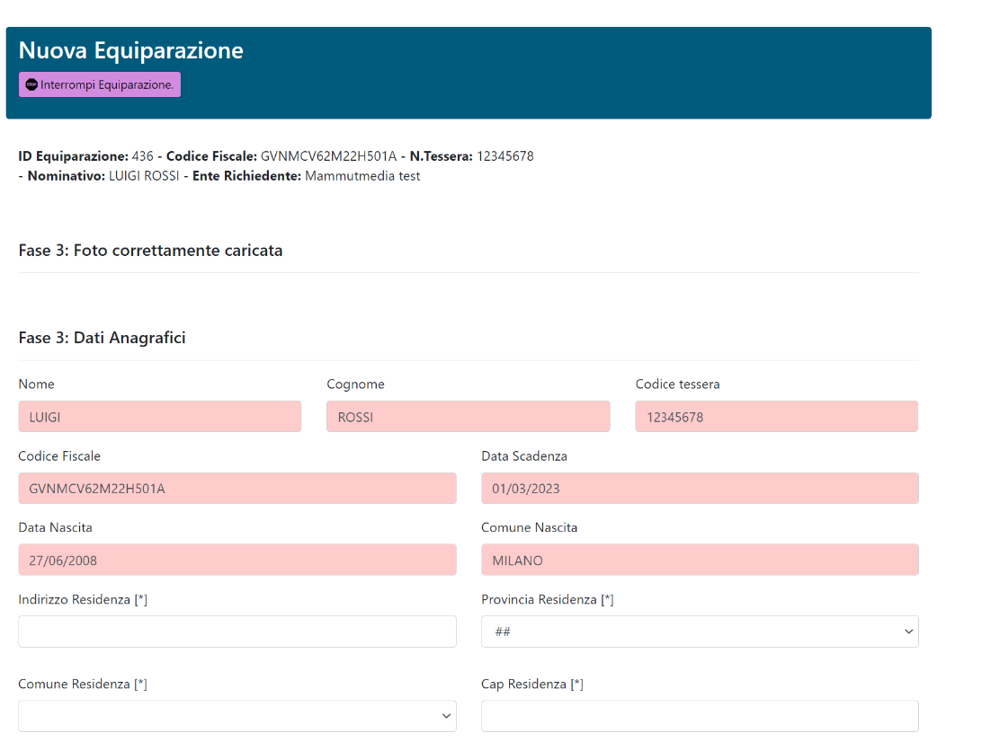 Nuova Equiparazione
STOP Interrompi Equiparazione.
ID Equiparazione: 436 - Codice Fiscale: GVNMCV62M22H501A - N.Tessera: 12345678
- Nominativo: LUIGI ROSSI - Ente Richiedente: Mammutmedia test
Fase 3: Foto correttamente caricata
Fase 3: Dati Anagrafici
Nome Cognome Codice tessera
LUIGI ROSSI 12345678
Codice Fiscale Data Scadenza
GVNMCV62M22H501A 01/03/2023
Data Nascita Comune Nascita
27/06/2008 MILANO
Indirizzo Residenza [*] Provincia Residenza [*]
##
Comune Residenza [*] Cap Residenza [*]